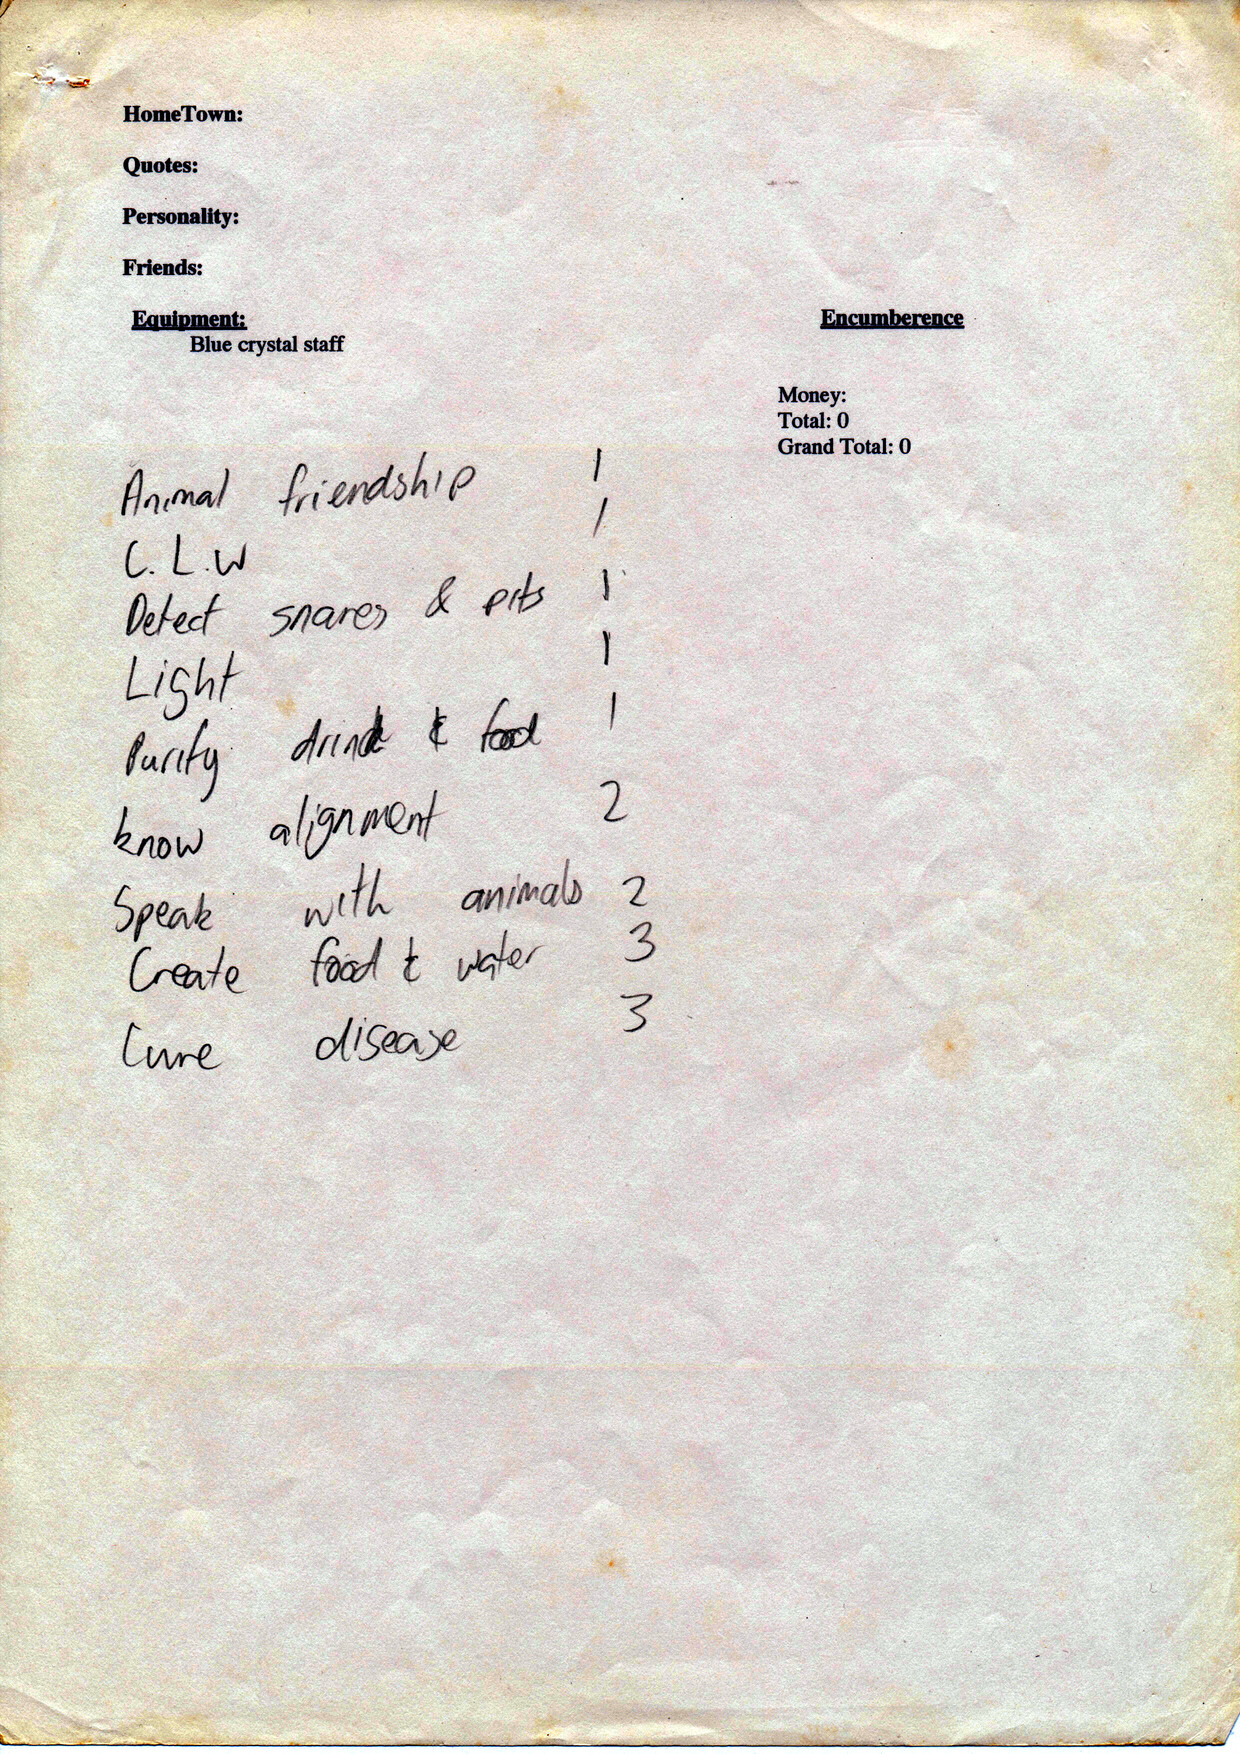 HomeTown:
Quotes:
Personality:
Friends:
Equipment:
Blue crystal staff
Encumberence
Money:
Total: 0
Grand Total: 0
Animal friendship 1
C.L.W 1
Detect snares & pits 1
Light 1
Purify drink & food 1
know alignment 2
Speak with animals 2
Create food & water 3
Cure disease 3